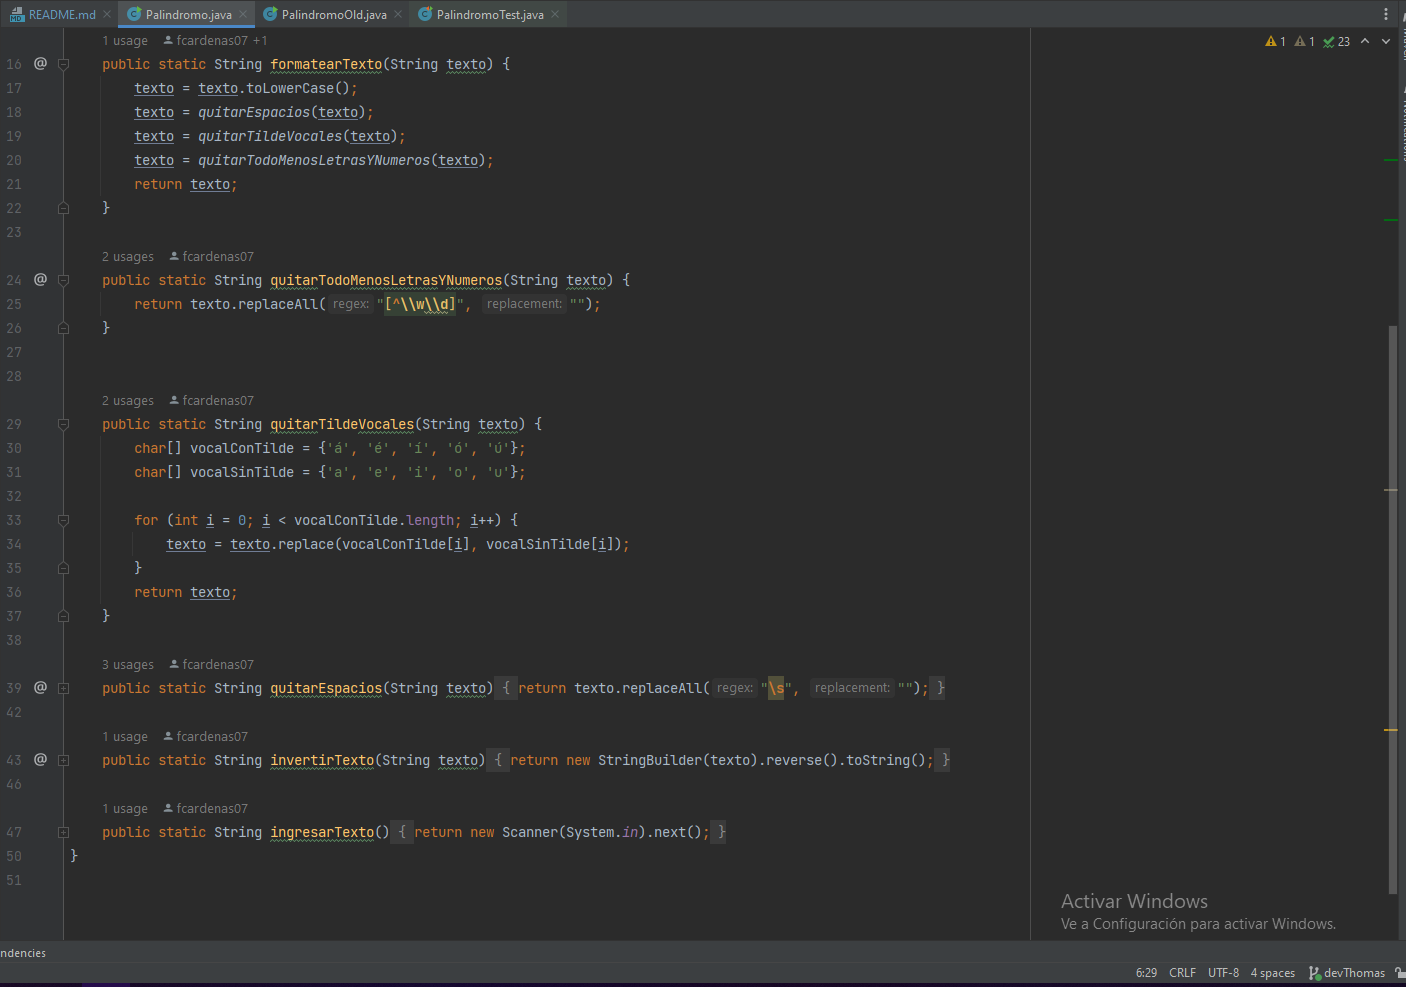 README.md Palindromo.java PalindromoOld.java PalindromoTest.java
1 usage fcardenas07 +1
1 1 23
16 @ public static String formatearTexto(String texto) {
17 texto = texto.toLowerCase();
18 texto = quitarEspacios(texto);
19 texto = quitarTildeVocales(texto);
20 texto = quitarTodoMenosLetrasYNumeros(texto);
21 return texto;
22 }
23
2 usages fcardenas07
24 @ public static String quitarTodoMenosLetrasYNumeros(String texto) {
25 return texto.replaceAll( regex: "[^\\w\\d]", replacement: "");
26 }
27
28
2 usages fcardenas07
29 public static String quitarTildeVocales(String texto) {
30 char[] vocalConTilde = {'á', 'é', 'í', 'ó', 'ú'};
31 char[] vocalSinTilde = {'a', 'e', 'i', 'o', 'u'};
32
33 for (int i = 0; i < vocalConTilde.length; i++) {
34 texto = texto.replace(vocalConTilde[i], vocalSinTilde[i]);
35 }
36 return texto;
37 }
38
3 usages fcardenas07
39 @ public static String quitarEspacios(String texto) { return texto.replaceAll( regex: "\s", replacement: ""); }
42
1 usage fcardenas07
43 @ public static String invertirTexto(String texto) { return new StringBuilder(texto).reverse().toString(); }
46
1 usage fcardenas07
47 public static String ingresarTexto() { return new Scanner(System.in).next(); }
50 }
51
Activar Windows
Ve a Configuración para activar Windows.
ndencies
6:29 CRLF UTF-8 4 spaces devThomas